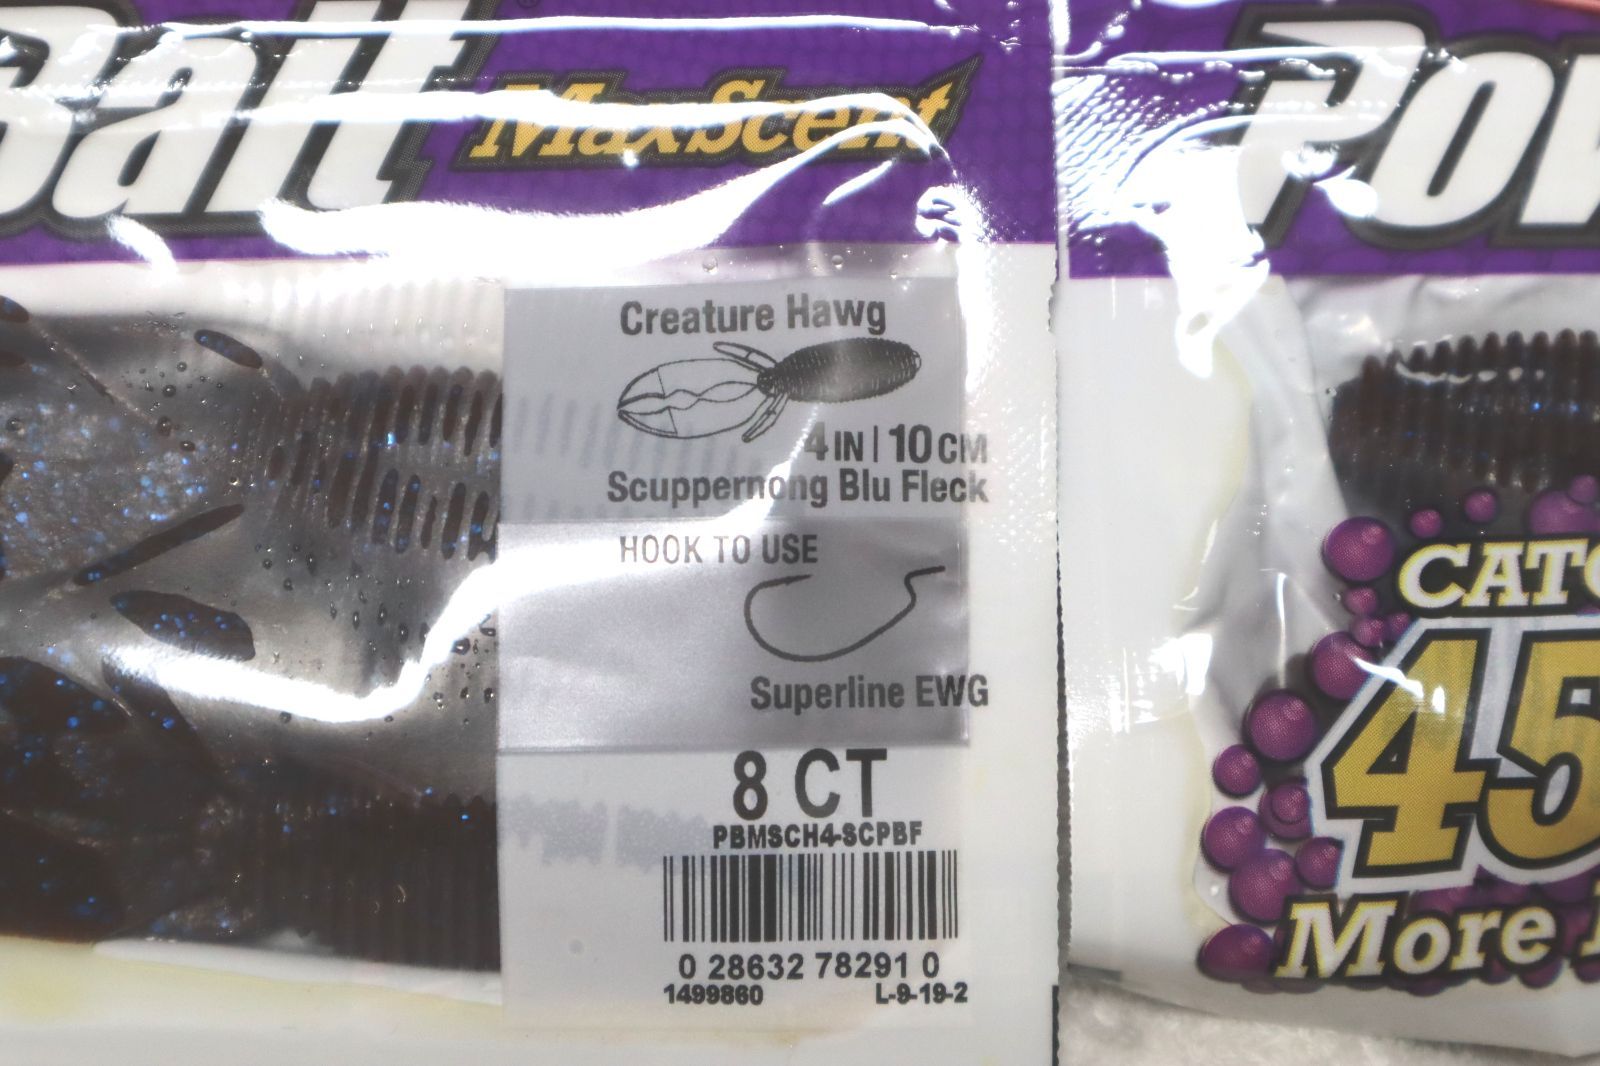 Bait MaxScent
Creature Hawg
4 IN | 10 CM
Scuppernong Blu Fleck
HOOK TO USE
Superline EWG
8 CT
PBMSCH4-SCPBF
0 28632 78291 0
1499860 L-9-19-2
Pow
CATC
45
More